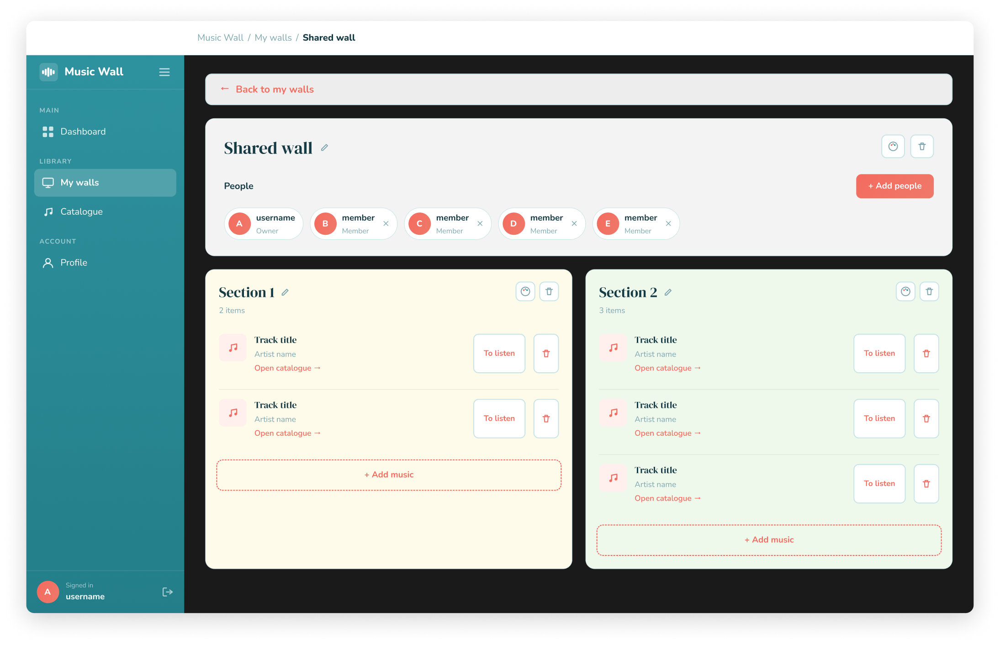 Music Wall / My walls / Shared wall
Music Wall
MAIN
Dashboard
LIBRARY
My walls
Catalogue
ACCOUNT
Profile
Signed in
A
username
← Back to my walls
Shared wall
People
+ Add people
A
username
Owner
B
member
Member
×
C
member
Member
×
D
member
Member
×
E
member
Member
×
Section 1
2 items
Track title
Artist name
Open catalogue →
To listen
Track title
Artist name
Open catalogue →
To listen
+ Add music
Section 2
3 items
Track title
Artist name
Open catalogue →
To listen
Track title
Artist name
Open catalogue →
To listen
Track title
Artist name
Open catalogue →
To listen
+ Add music